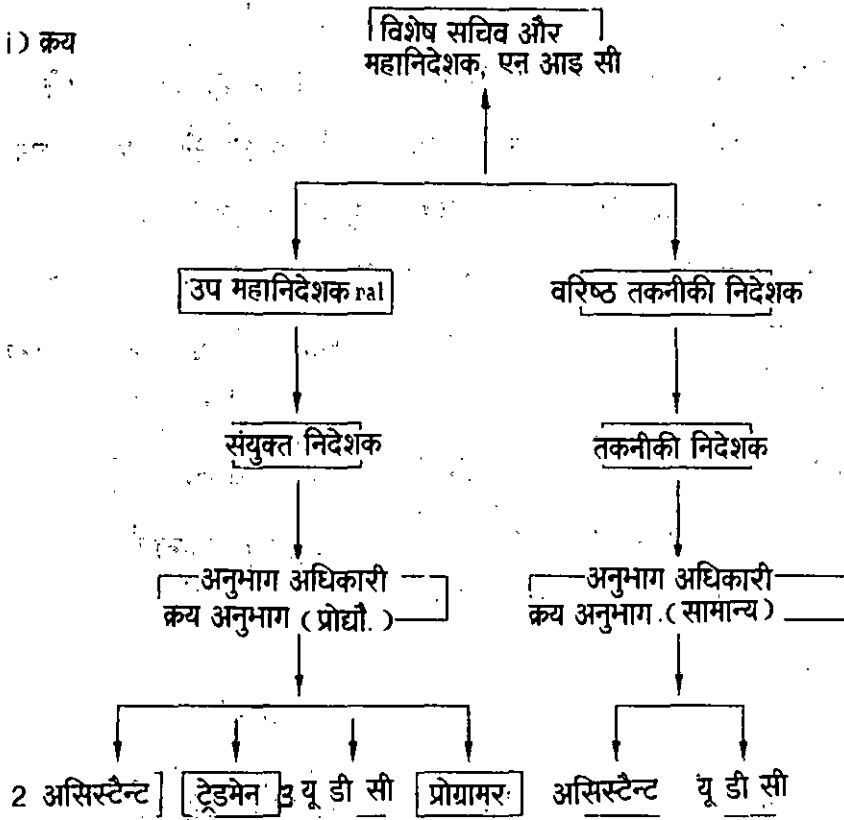 i) क्रय
विशेष सचिव और
महानिदेशक, एन आइ सी
उप महानिदेशक ral
वरिष्ठ तकनीकी निदेशक
संयुक्त निदेशक
तकनीकी निदेशक
अनुभाग अधिकारी
क्रय अनुभाग (प्रोद्यौ.)
अनुभाग अधिकारी
क्रय अनुभाग (सामान्य)
2 असिस्टैन्ट ट्रेडमेन 3 यू डी सी प्रोग्रामर असिस्टैन्ट यू डी सी